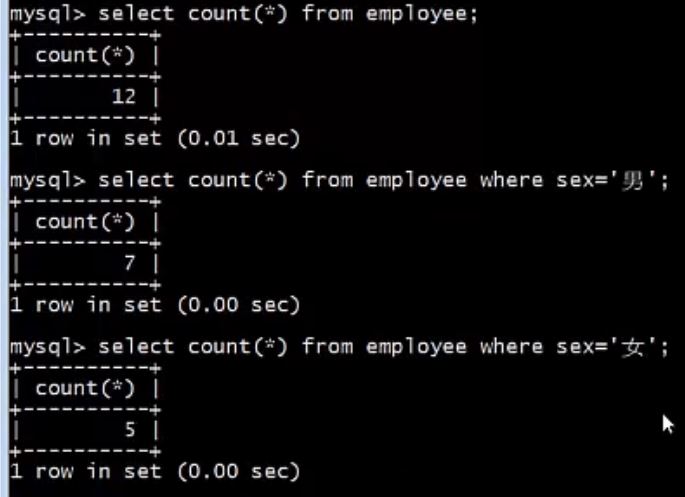 mysql> select count(*) from employee;
+----------+
| count(*) |
+----------+
|       12 |
+----------+
1 row in set (0.01 sec)
mysql> select count(*) from employee where sex='男';
+----------+
| count(*) |
+----------+
|        7 |
+----------+
1 row in set (0.00 sec)
mysql> select count(*) from employee where sex='女';
+----------+
| count(*) |
+----------+
|        5 |
+----------+
1 row in set (0.00 sec)